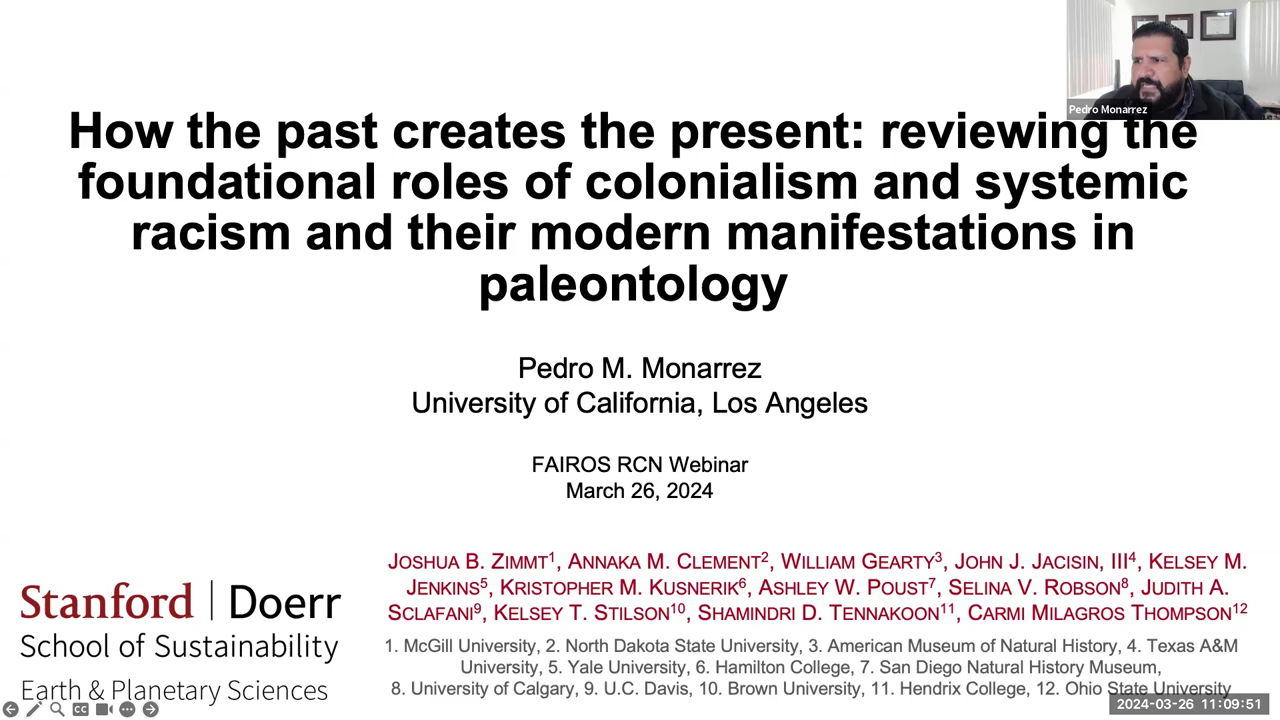 Pedro Monarrez
How the past creates the present: reviewing the
foundational roles of colonialism and systemic
racism and their modern manifestations in
paleontology
Pedro M. Monarrez
University of California, Los Angeles
FAIROS RCN Webinar
March 26, 2024
JOSHUA B. ZIMMT1, ANNAKA M. CLEMENT2, WILLIAM GEARTY3, JOHN J. JACISIN, III4, KELSEY M.
JENKINS5, KRISTOPHER M. KUSNERIK6, ASHLEY W. POUST7, SELINA V. ROBSON8, JUDITH A.
SCLAFANI9, KELSEY T. STILSON10, SHAMINDRI D. TENNAKOON11, CARMI MILAGROS THOMPSON12
1. McGill University, 2. North Dakota State University, 3. American Museum of Natural History, 4. Texas A&M
University, 5. Yale University, 6. Hamilton College, 7. San Diego Natural History Museum,
8. University of Calgary, 9. U.C. Davis, 10. Brown University, 11. Hendrix College, 12. Ohio State University
Stanford | Doerr
School of Sustainability
Earth & Planetary Sciences
CC
2024-03-26 11:09:51